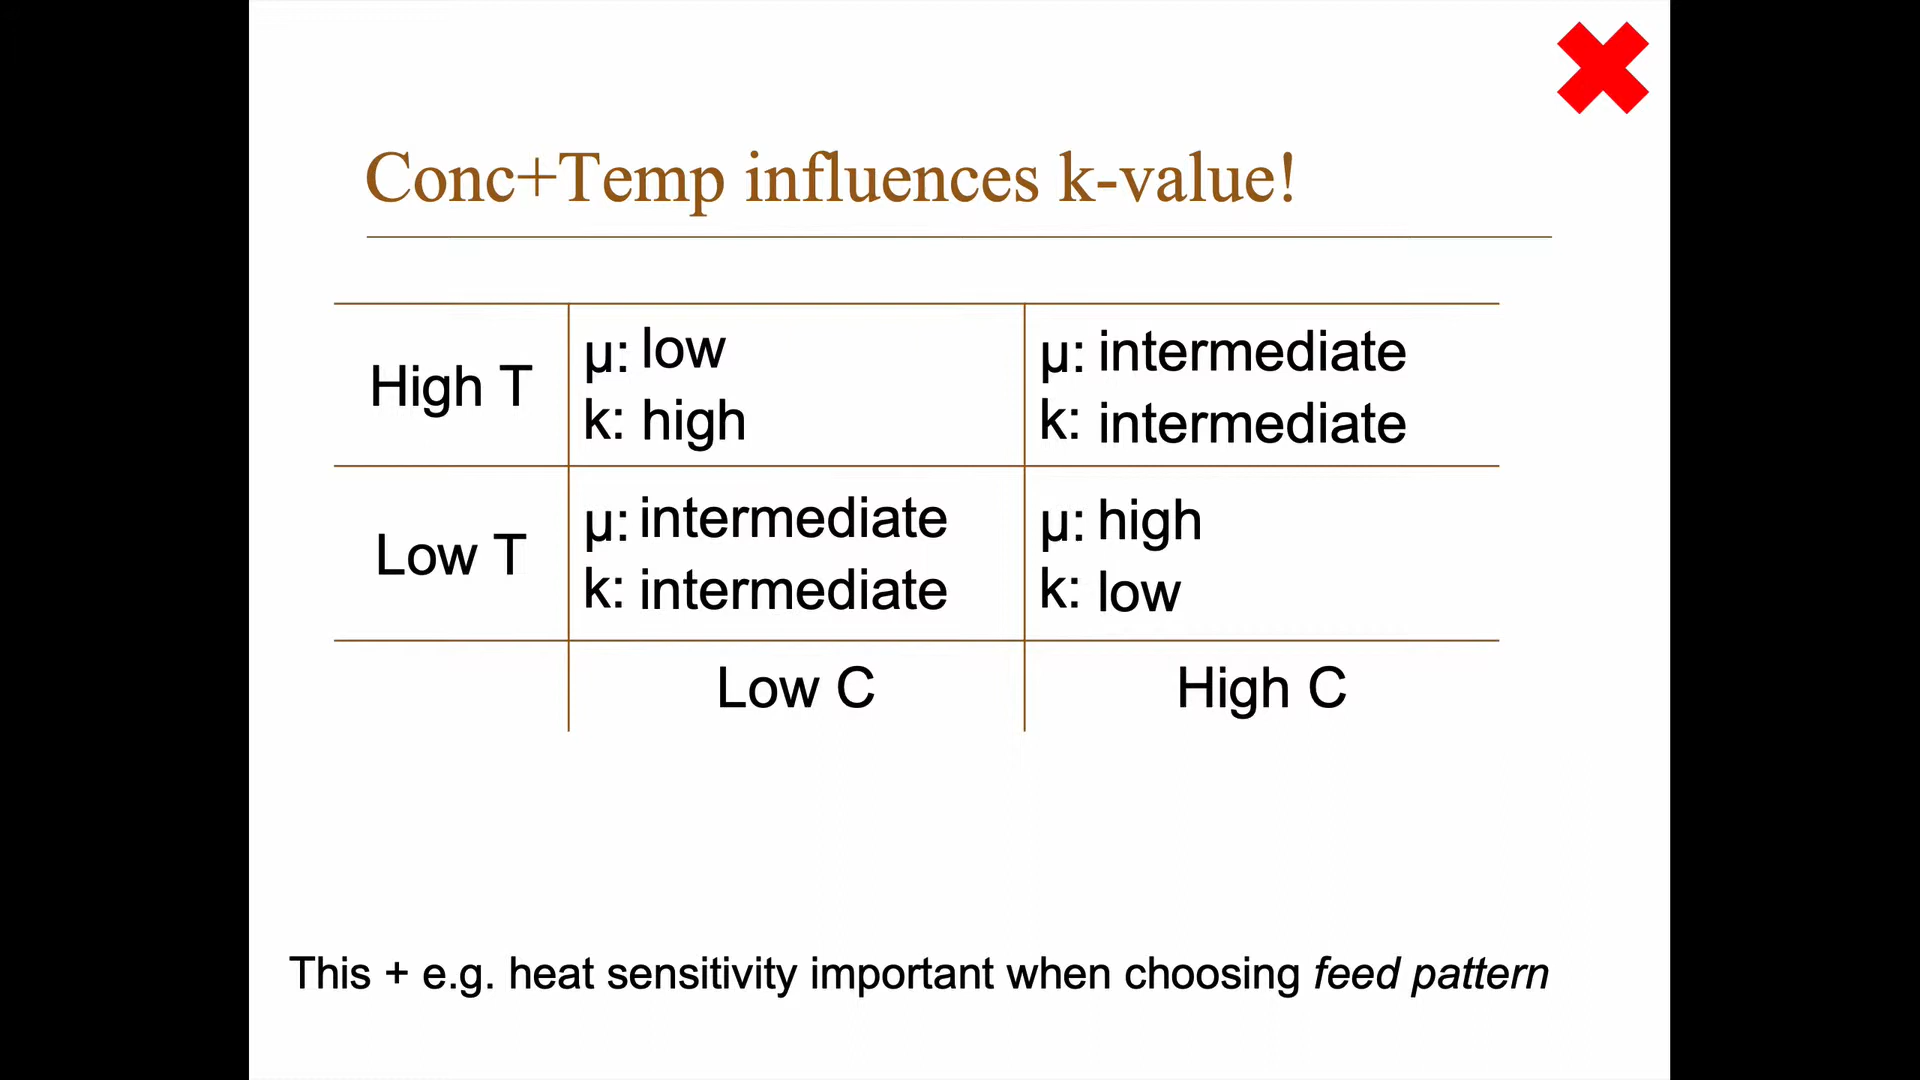 Conc+Temp influences k-value!
High T
μ: low
k: high
μ: intermediate
k: intermediate
Low T
μ: intermediate
k: intermediate
μ: high
k: low
Low C
High C
This + e.g. heat sensitivity important when choosing feed pattern